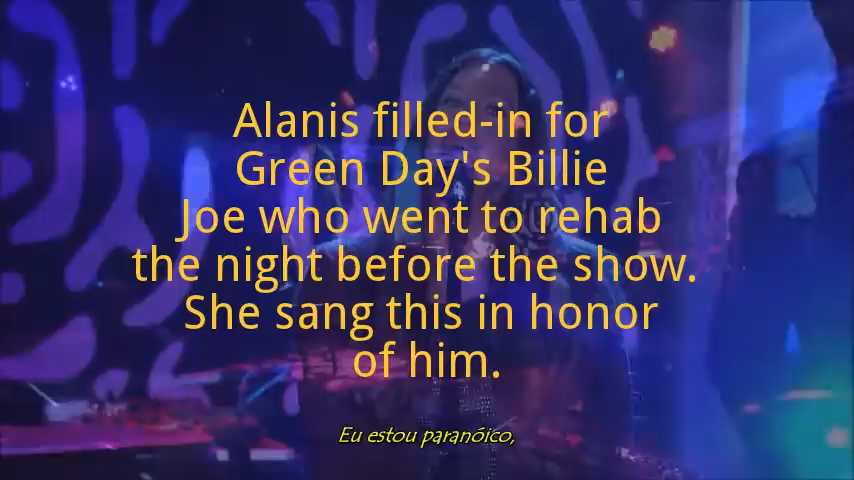 Alanis filled-in for
Green Day's Billie
Joe who went to rehab
the night before the show.
She sang this in honor
of him.
Eu estou paranóico,